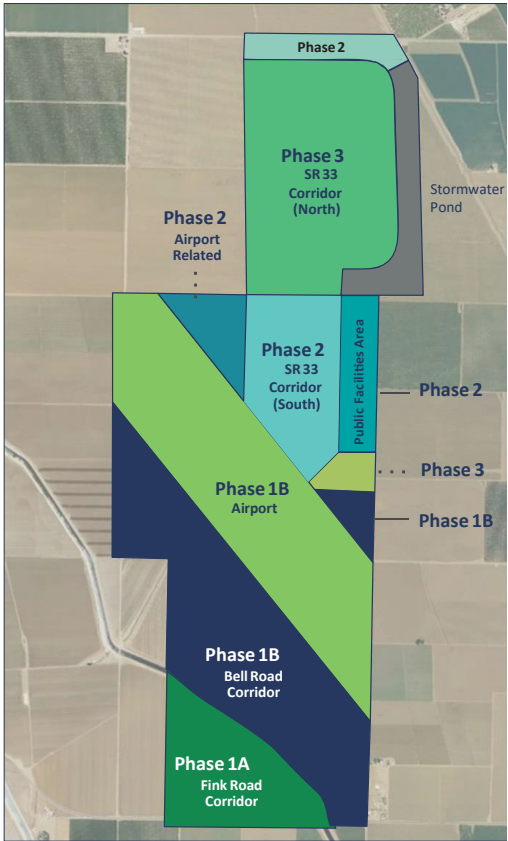 Phase 2
Phase 3
SR 33
Corridor
(North)
Stormwater
Pond
Phase 2
Airport
Related
Phase 2
SR 33
Corridor
(South)
Public Facilities Area
Phase 2
Phase 3
Phase 1B
Phase 1B
Airport
Phase 1B
Bell Road
Corridor
Phase 1A
Fink Road
Corridor